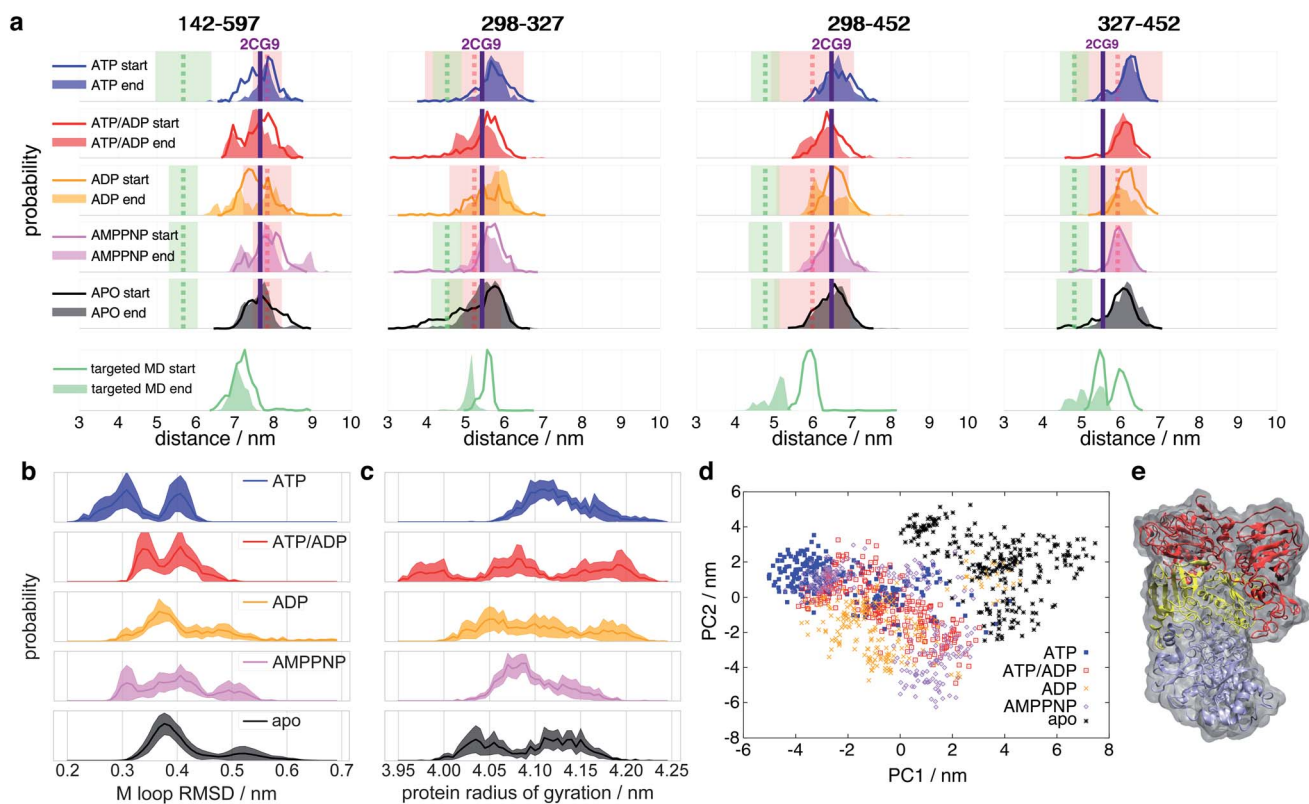 a
142-597 298-327 298-452 327-452
2CG9 2CG9 2CG9 2CG9
ATP start
ATP end
ATP/ADP start
ATP/ADP end
ADP start
ADP end
AMPPNP start
AMPPNP end
APO start
APO end
targeted MD start
targeted MD end
probability
3 4 5 6 7 8 9 10 3 4 5 6 7 8 9 10 3 4 5 6 7 8 9 10 3 4 5 6 7 8 9 10
distance / nm distance / nm distance / nm distance / nm
b
ATP
ATP/ADP
ADP
AMPPNP
apo
probability
0.2 0.3 0.4 0.5 0.6 0.7
M loop RMSD / nm
c
3.95 4.00 4.05 4.10 4.15 4.20 4.25
protein radius of gyration / nm
d
6
4
2
0
-2
-4
-6
-8
PC2 / nm
ATP
ATP/ADP
ADP
AMPPNP
apo
-6 -4 -2 0 2 4 6 8
PC1 / nm
e